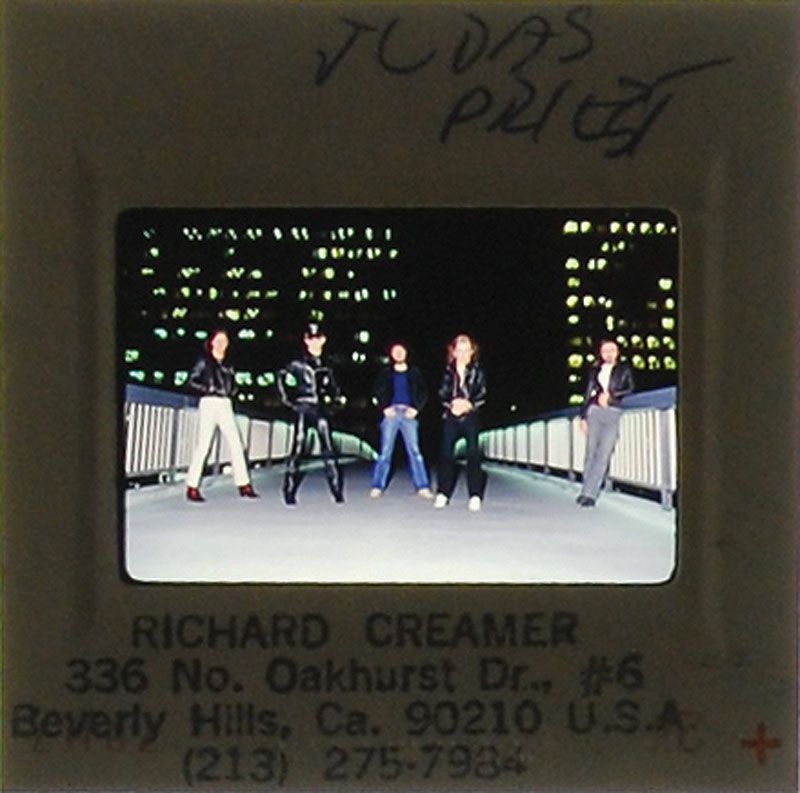 JUDAS
PRIEST
RICHARD CREAMER
336 No. Oakhurst Dr., #6
Beverly Hills, Ca. 90210 U.S.A
(213) 275-7984